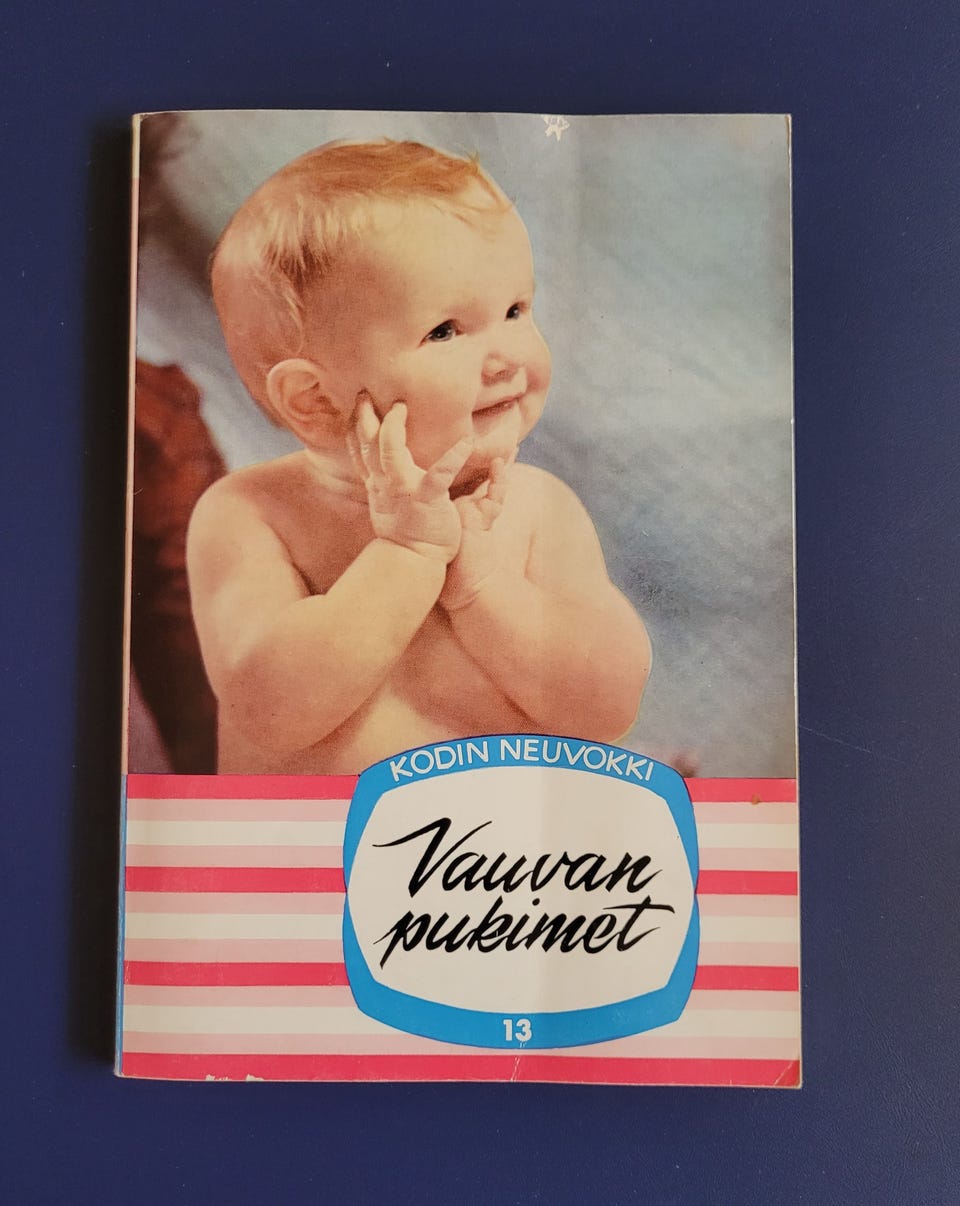 KODIN NEUVOKKI
Vauvan
pukimet
13